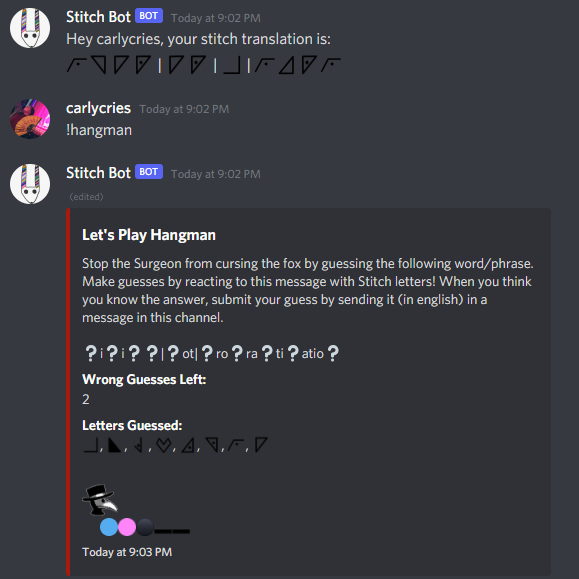 Stitch Bot BOT Today at 9:02 PM
Hey carlycries, your stitch translation is:
carlycries Today at 9:02 PM
!hangman
Stitch Bot BOT Today at 9:02 PM
(edited)
Let's Play Hangman
Stop the Surgeon from cursing the fox by guessing the following word/phrase.
Make guesses by reacting to this message with Stitch letters! When you think
you know the answer, submit your guess by sending it (in english) in a
message in this channel.
❔i❔i❔❔|❔ot|❔ro❔ra❔ti❔atio❔
Wrong Guesses Left:
2
Letters Guessed:
Today at 9:03 PM